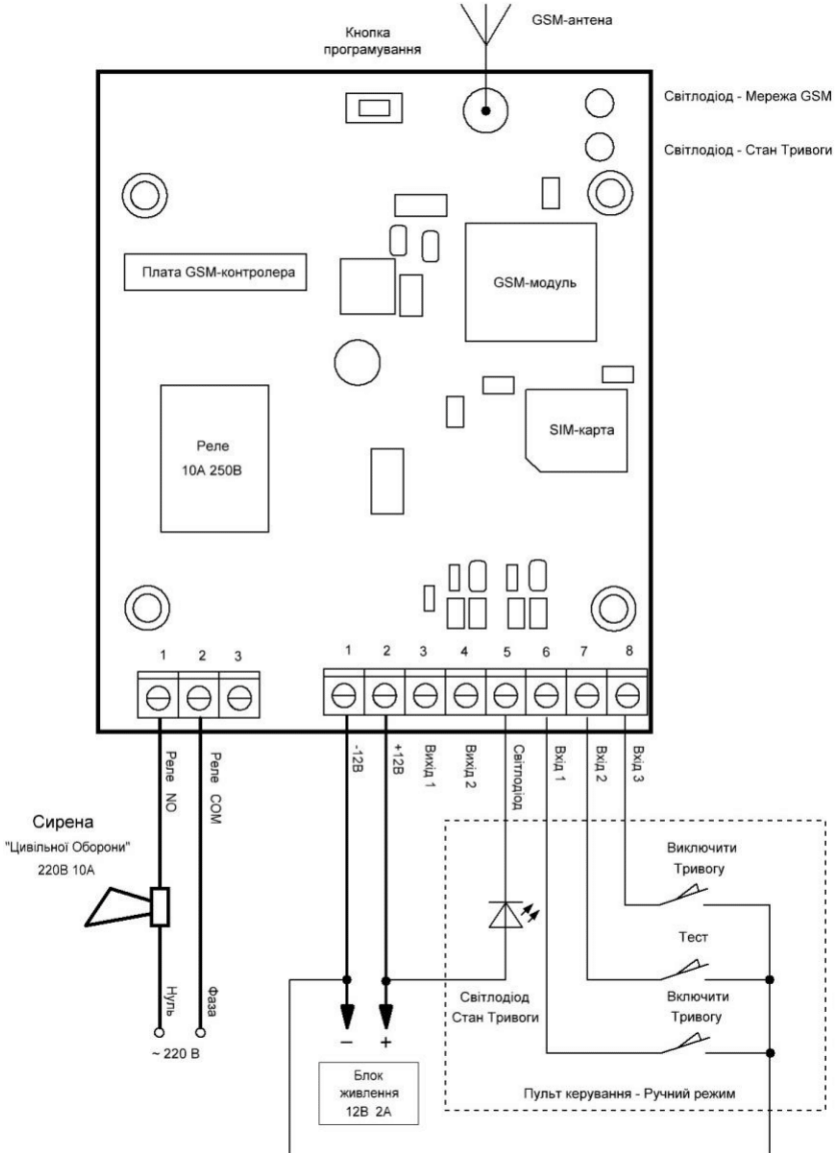 GSM-антена
Кнопка
програмування
Світлодіод - Мережа GSM
Світлодіод - Стан Тривоги
Плата GSM-контролера
GSM-модуль
SIM-карта
Реле
10А 250В
1 2 3
1 2 3 4 5 6 7 8
Реле NO
Реле COM
-12В
+12В
Вихід 1
Вихід 2
Світлодіод
Вхід 1
Вхід 2
Вхід 3
Сирена
"Цивільної Оборони"
220В 10А
Нуль
Фаза
~ 220 В
– +
Блок
живлення
12В 2А
Виключити
Тривогу
Тест
Включити
Тривогу
Світлодіод
Стан Тривоги
Пульт керування - Ручний режим